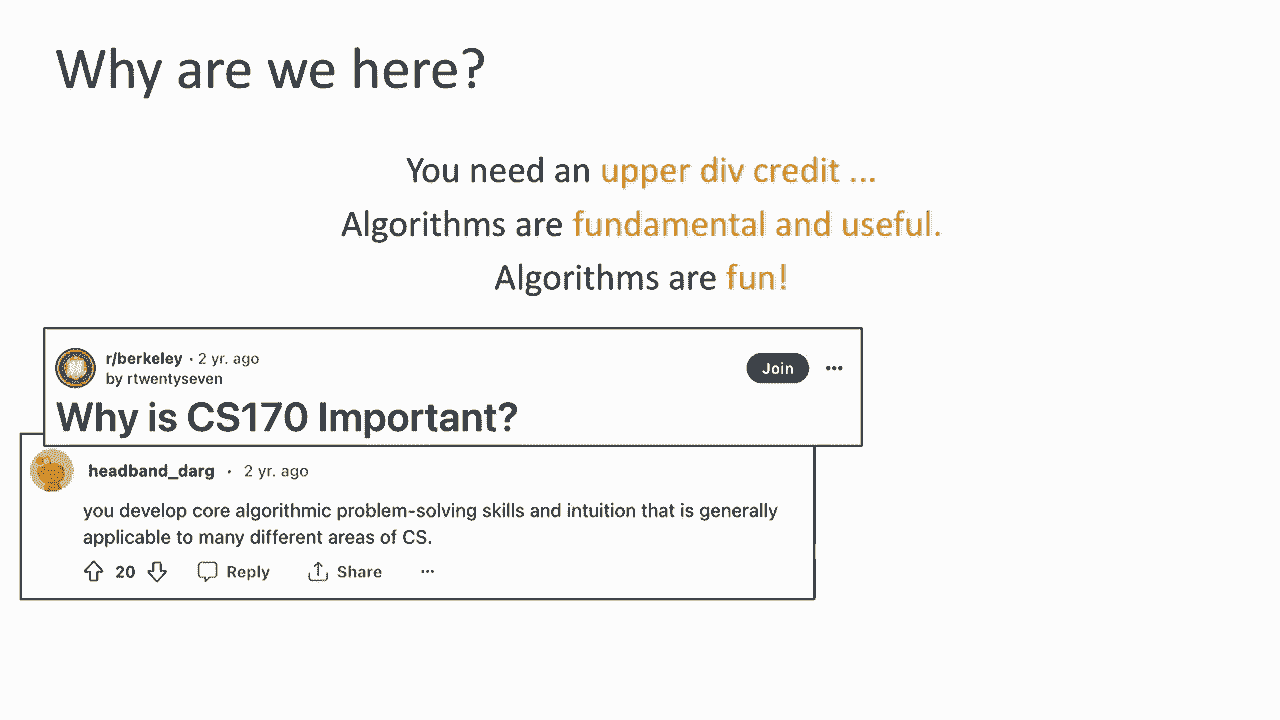 Why are we here?
You need an upper div credit ...
Algorithms are fundamental and useful.
Algorithms are fun!
r/berkeley · 2 yr. ago
by rtwentyseven
Join
Why is CS170 Important?
headband_darg · 2 yr. ago
you develop core algorithmic problem-solving skills and intuition that is generally
applicable to many different areas of CS.
20 Reply Share ...